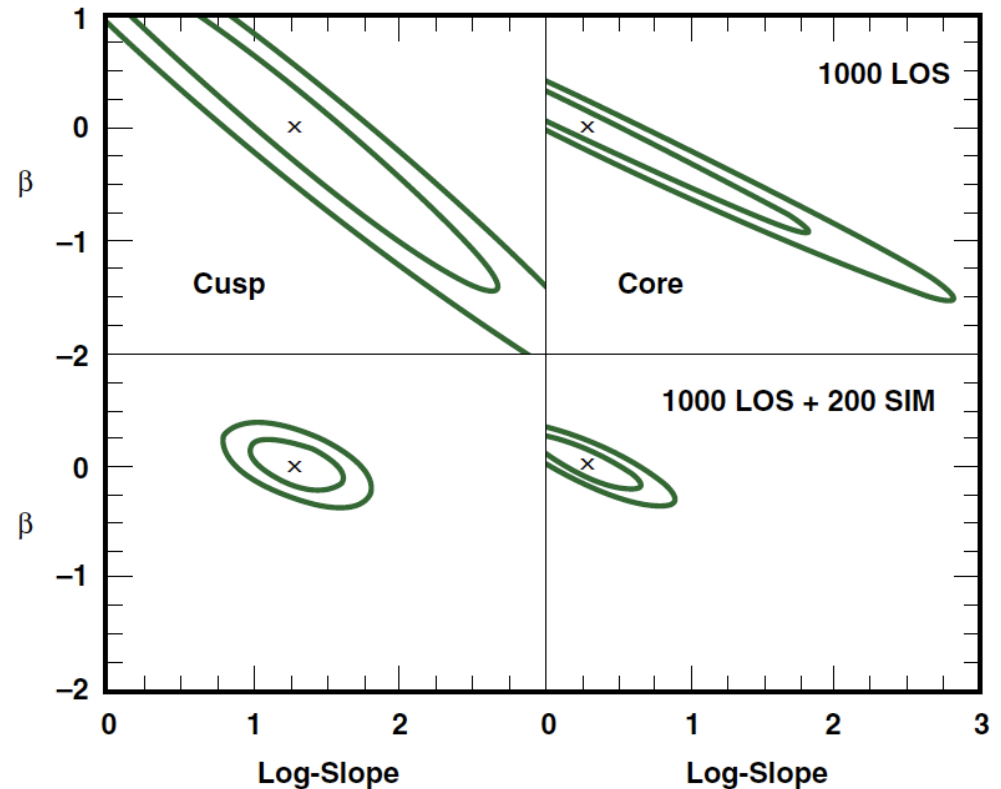 1
1000 LOS
0
β
−1
Cusp
Core
−2
1000 LOS + 200 SIM
0
β
−1
−2
0 1 2 0 1 2 3
Log-Slope Log-Slope